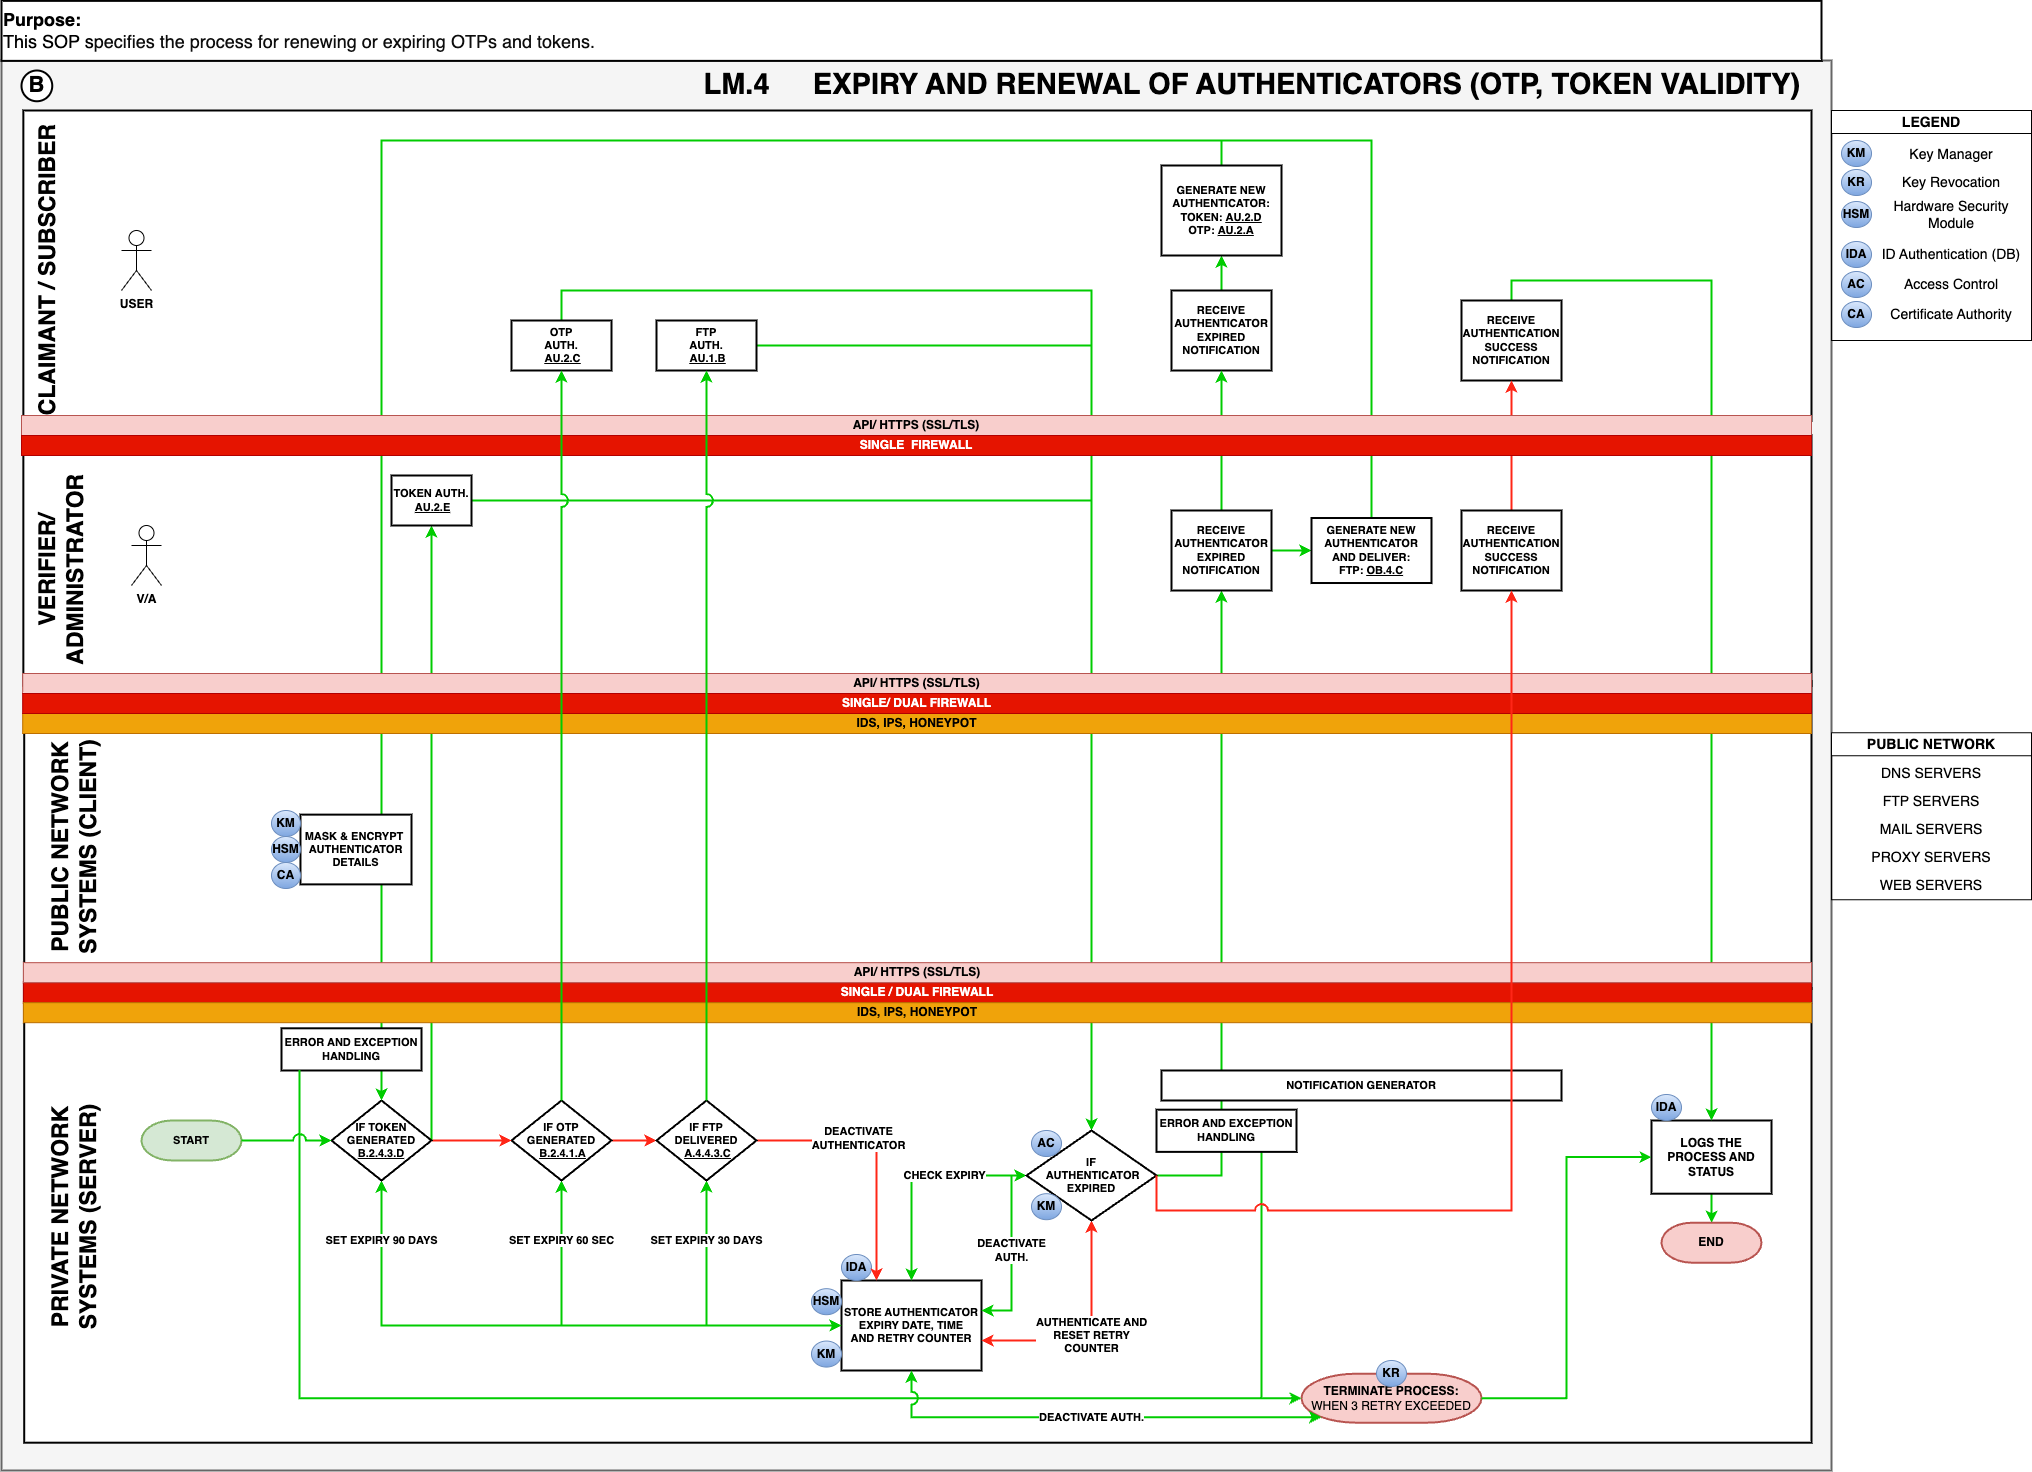 Purpose:
This SOP specifies the process for renewing or expiring OTPs and tokens.
B
LM.4 EXPIRY AND RENEWAL OF AUTHENTICATORS (OTP, TOKEN VALIDITY)
LEGEND
KM Key Manager
KR Key Revocation
HSM Hardware Security
Module
IDA ID Authentication (DB)
AC Access Control
CA Certificate Authority
CLAIMANT / SUBSCRIBER
USER
OTP
AUTH.
AU.2.C
FTP
AUTH.
AU.1.B
GENERATE NEW
AUTHENTICATOR:
TOKEN: AU.2.D
OTP: AU.2.A
RECEIVE
AUTHENTICATOR
EXPIRED
NOTIFICATION
RECEIVE
AUTHENTICATION
SUCCESS
NOTIFICATION
API/ HTTPS (SSL/TLS)
SINGLE FIREWALL
VERIFIER/
ADMINISTRATOR
V/A
TOKEN AUTH.
AU.2.E
RECEIVE
AUTHENTICATOR
EXPIRED
NOTIFICATION
GENERATE NEW
AUTHENTICATOR
AND DELIVER:
FTP: OB.4.C
RECEIVE
AUTHENTICATION
SUCCESS
NOTIFICATION
API/ HTTPS (SSL/TLS)
SINGLE/ DUAL FIREWALL
IDS, IPS, HONEYPOT
PUBLIC NETWORK
SYSTEMS (CLIENT)
KM
HSM
CA
MASK & ENCRYPT
AUTHENTICATOR
DETAILS
PUBLIC NETWORK
DNS SERVERS
FTP SERVERS
MAIL SERVERS
PROXY SERVERS
WEB SERVERS
API/ HTTPS (SSL/TLS)
SINGLE / DUAL FIREWALL
IDS, IPS, HONEYPOT
PRIVATE NETWORK
SYSTEMS (SERVER)
ERROR AND EXCEPTION
HANDLING
START
IF TOKEN
GENERATED
B.2.4.3.D
IF OTP
GENERATED
B.2.4.1.A
IF FTP
DELIVERED
A.4.4.3.C
DEACTIVATE
AUTHENTICATOR
CHECK EXPIRY
AC
KM
IF
AUTHENTICATOR
EXPIRED
NOTIFICATION GENERATOR
ERROR AND EXCEPTION
HANDLING
IDA
LOGS THE
PROCESS AND
STATUS
END
SET EXPIRY 90 DAYS
SET EXPIRY 60 SEC
SET EXPIRY 30 DAYS
DEACTIVATE
AUTH.
IDA
HSM
KM
STORE AUTHENTICATOR
EXPIRY DATE, TIME
AND RETRY COUNTER
AUTHENTICATE AND
RESET RETRY
COUNTER
KR
TERMINATE PROCESS:
WHEN 3 RETRY EXCEEDED
DEACTIVATE AUTH.